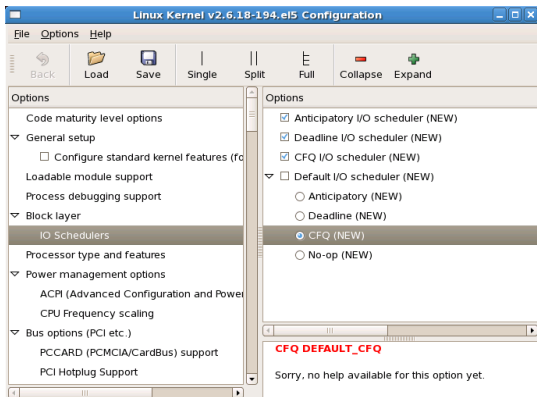 Linux Kernel v2.6.18-194.el5 Configuration
File Options Help
Back Load Save Single Split Full Collapse Expand
Options
Code maturity level options
General setup
Configure standard kernel features (fo
Loadable module support
Process debugging support
Block layer
IO Schedulers
Processor type and features
Power management options
ACPI (Advanced Configuration and Power
CPU Frequency scaling
Bus options (PCI etc.)
PCCARD (PCMCIA/CardBus) support
PCI Hotplug Support
Options
Anticipatory I/O scheduler (NEW)
Deadline I/O scheduler (NEW)
CFQ I/O scheduler (NEW)
Default I/O scheduler (NEW)
Anticipatory (NEW)
Deadline (NEW)
CFQ (NEW)
No-op (NEW)
CFQ DEFAULT_CFQ
Sorry, no help available for this option yet.